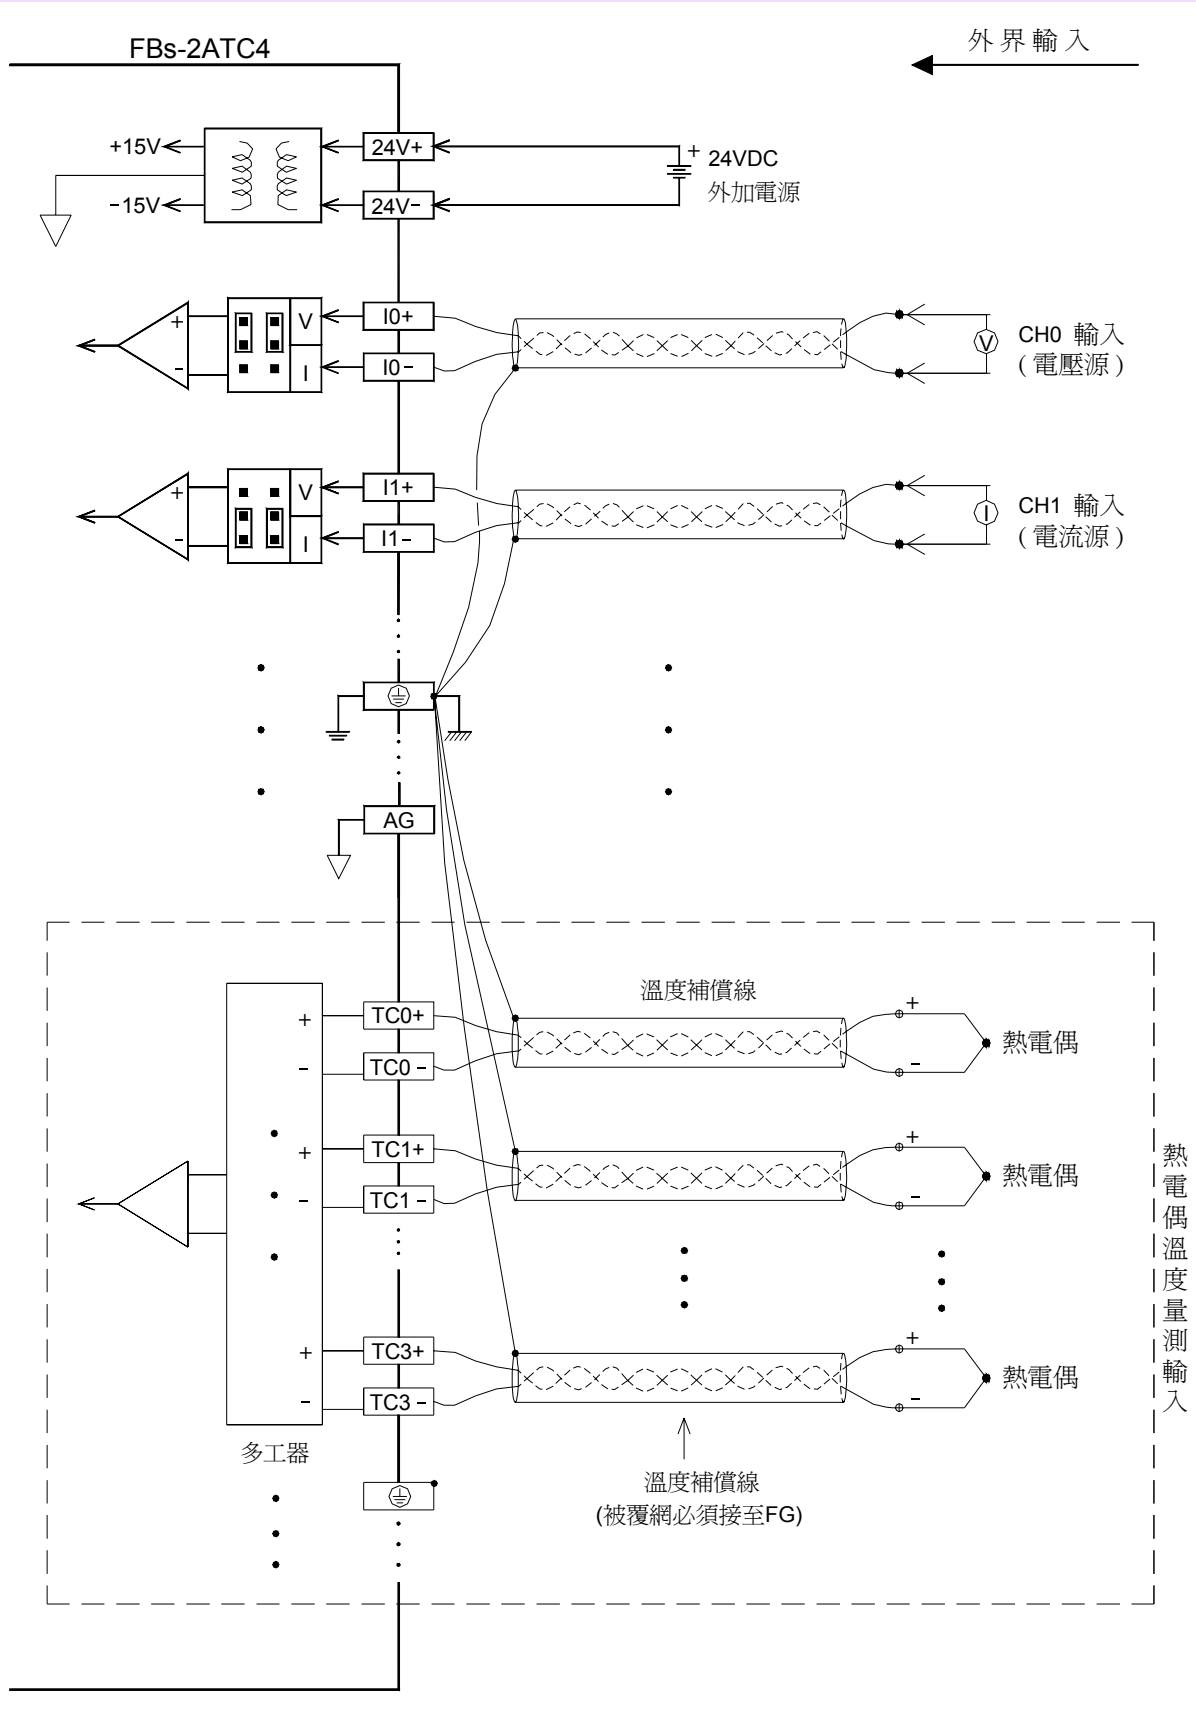 FBs-2ATC4
外界輸入
+15V
24V+
+ 24VDC
外加電源
−15V
24V−
+
V
I0+
CH0 輸入
V
(電壓源)
−
I
I0−
+
V
I1+
CH1 輸入
I
(電流源)
−
I
I1−
AG
溫度補償線
+
TC0+
+
熱電偶
−
TC0 −
−
+
TC1+
+
熱電偶
−
TC1 −
−
熱電偶溫度量測輸入
+
TC3+
+
熱電偶
−
TC3 −
−
多工器
溫度補償線
(被覆網必須接至FG)